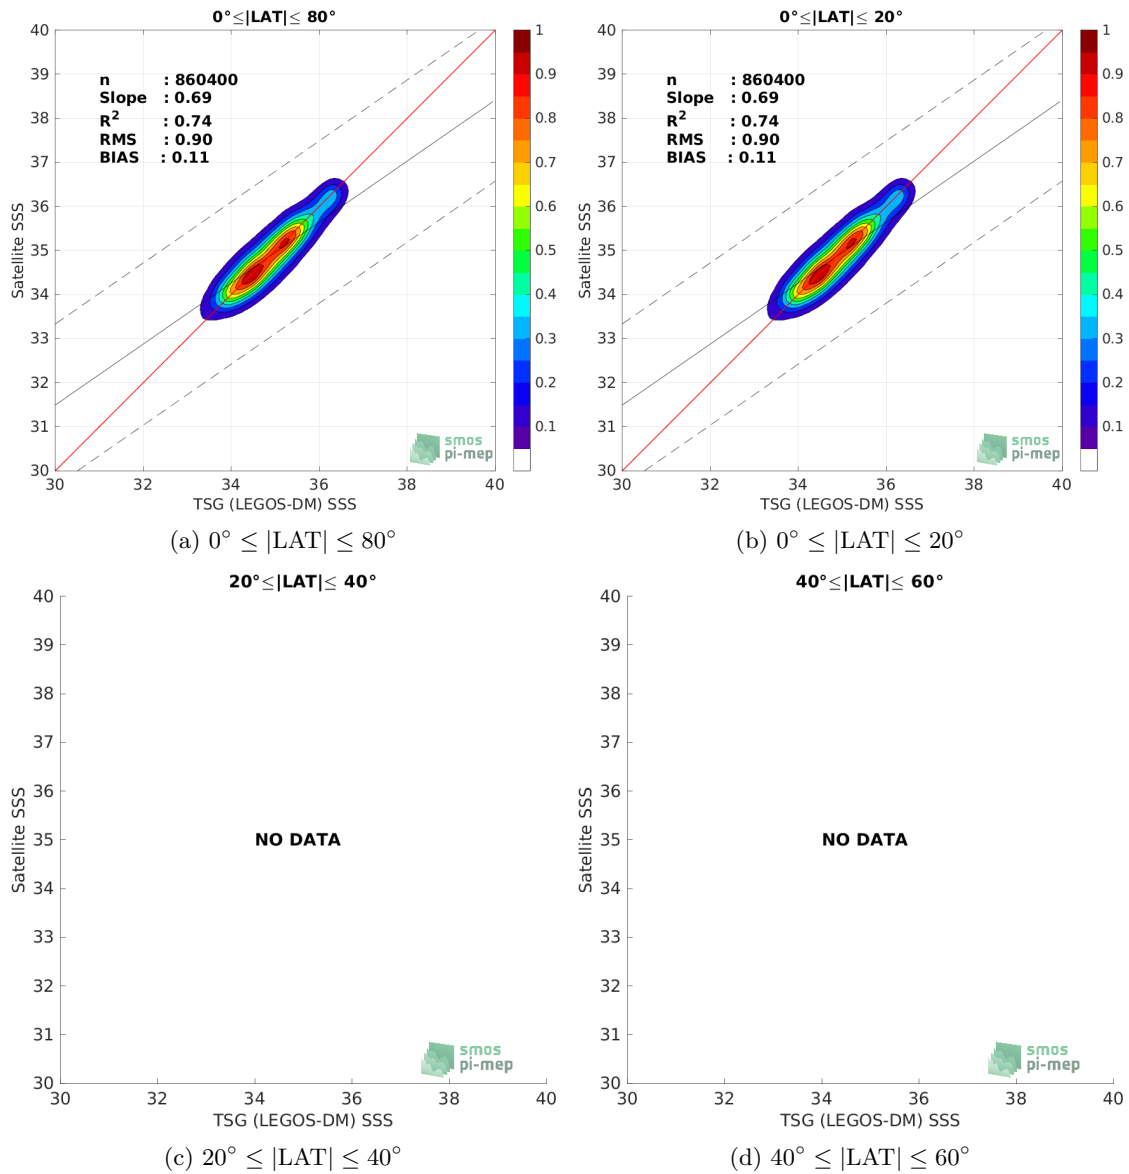 0°≤|LAT|≤ 80°
40
39
38
37
36
35
34
33
32
31
30
Satellite SSS
n : 860400
Slope : 0.69
R² : 0.74
RMS : 0.90
BIAS : 0.11
smos
pi-mep
30 32 34 36 38 40
TSG (LEGOS-DM) SSS
1
0.9
0.8
0.7
0.6
0.5
0.4
0.3
0.2
0.1
(a) 0° ≤ |LAT| ≤ 80°
0°≤|LAT|≤ 20°
40
39
38
37
36
35
34
33
32
31
30
Satellite SSS
n : 860400
Slope : 0.69
R² : 0.74
RMS : 0.90
BIAS : 0.11
smos
pi-mep
30 32 34 36 38 40
TSG (LEGOS-DM) SSS
1
0.9
0.8
0.7
0.6
0.5
0.4
0.3
0.2
0.1
(b) 0° ≤ |LAT| ≤ 20°
20°≤|LAT|≤ 40°
40
39
38
37
36
35
34
33
32
31
30
Satellite SSS
NO DATA
smos
pi-mep
30 32 34 36 38 40
TSG (LEGOS-DM) SSS
(c) 20° ≤ |LAT| ≤ 40°
40°≤|LAT|≤ 60°
40
39
38
37
36
35
34
33
32
31
30
Satellite SSS
NO DATA
smos
pi-mep
30 32 34 36 38 40
TSG (LEGOS-DM) SSS
(d) 40° ≤ |LAT| ≤ 60°